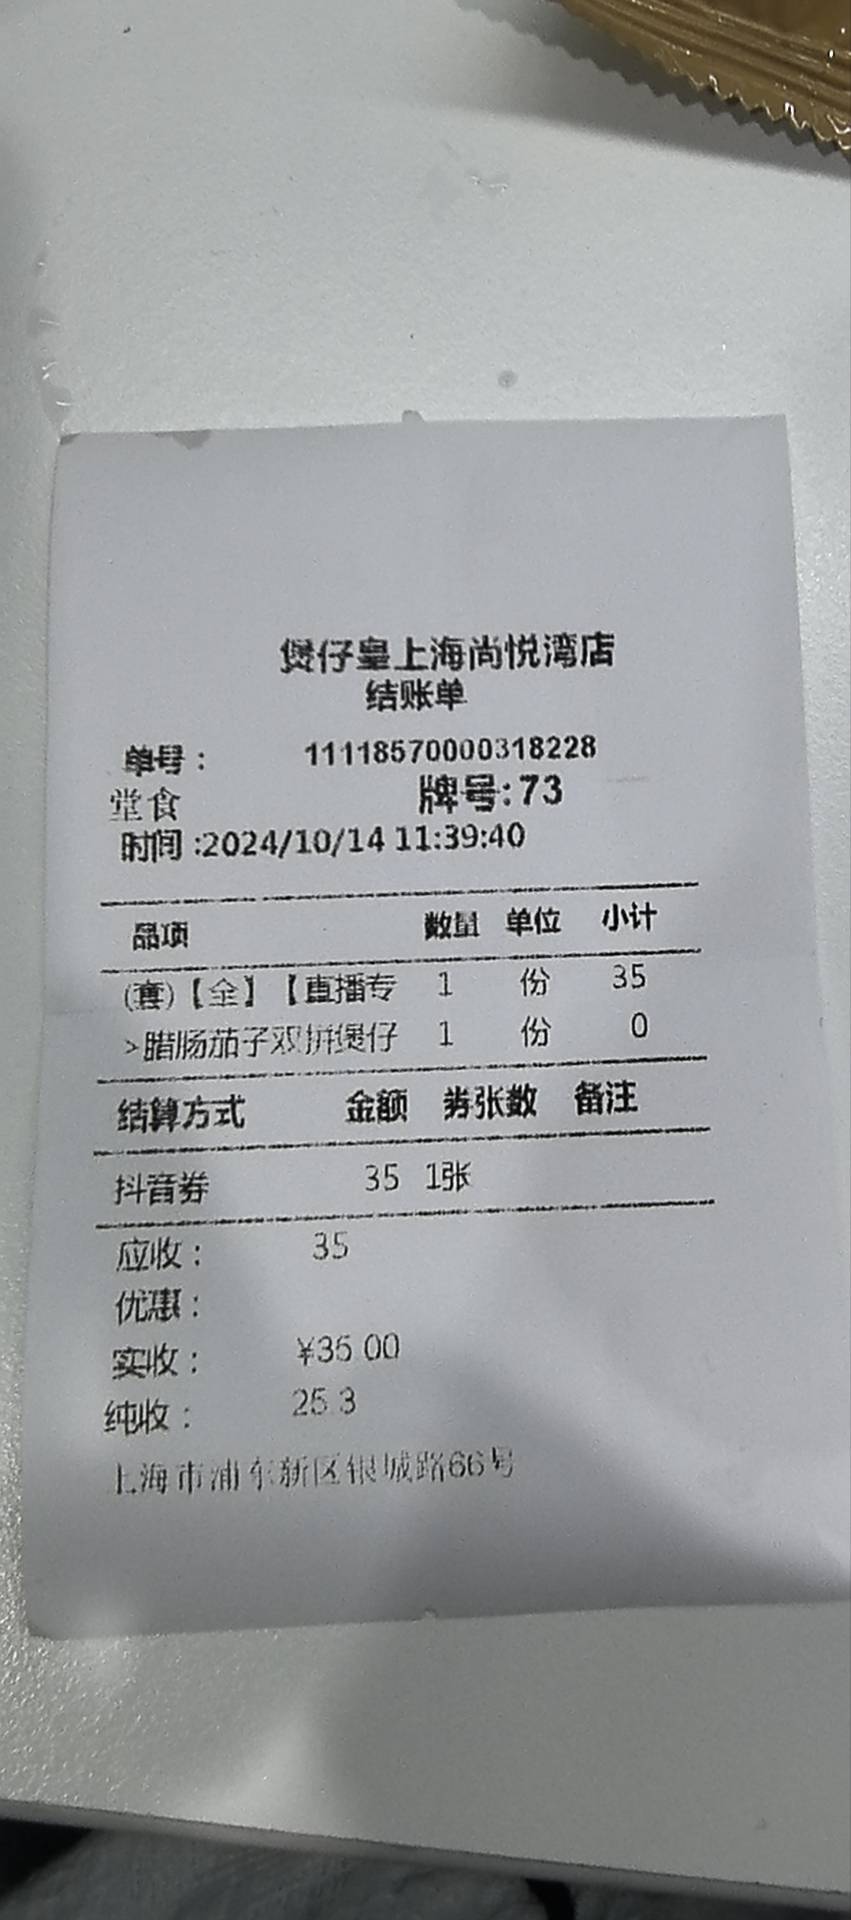 煲仔皇上海尚悦湾店
结账单
单号： 11118570000318228
堂食 牌号:73
时间:2024/10/14 11:39:40
品项 数量 单位 小计
(套)【全】【直播专 1 份 35
>腊肠茄子双拼煲仔 1 份 0
结算方式 金额 券张数 备注
抖音券 35 1张
应收： 35
优惠：
实收： ¥35.00
纯收： 25.3
上海市浦东新区银城路66号